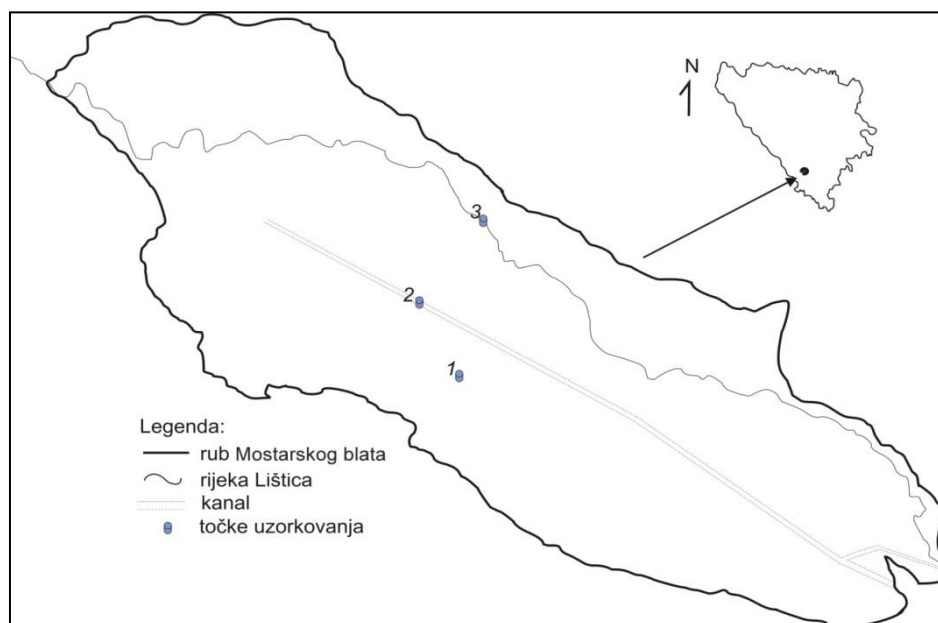 N
3
2
1
Legenda:
rub Mostarskog blata
rijeka Lištica
kanal
točke uzorkovanja